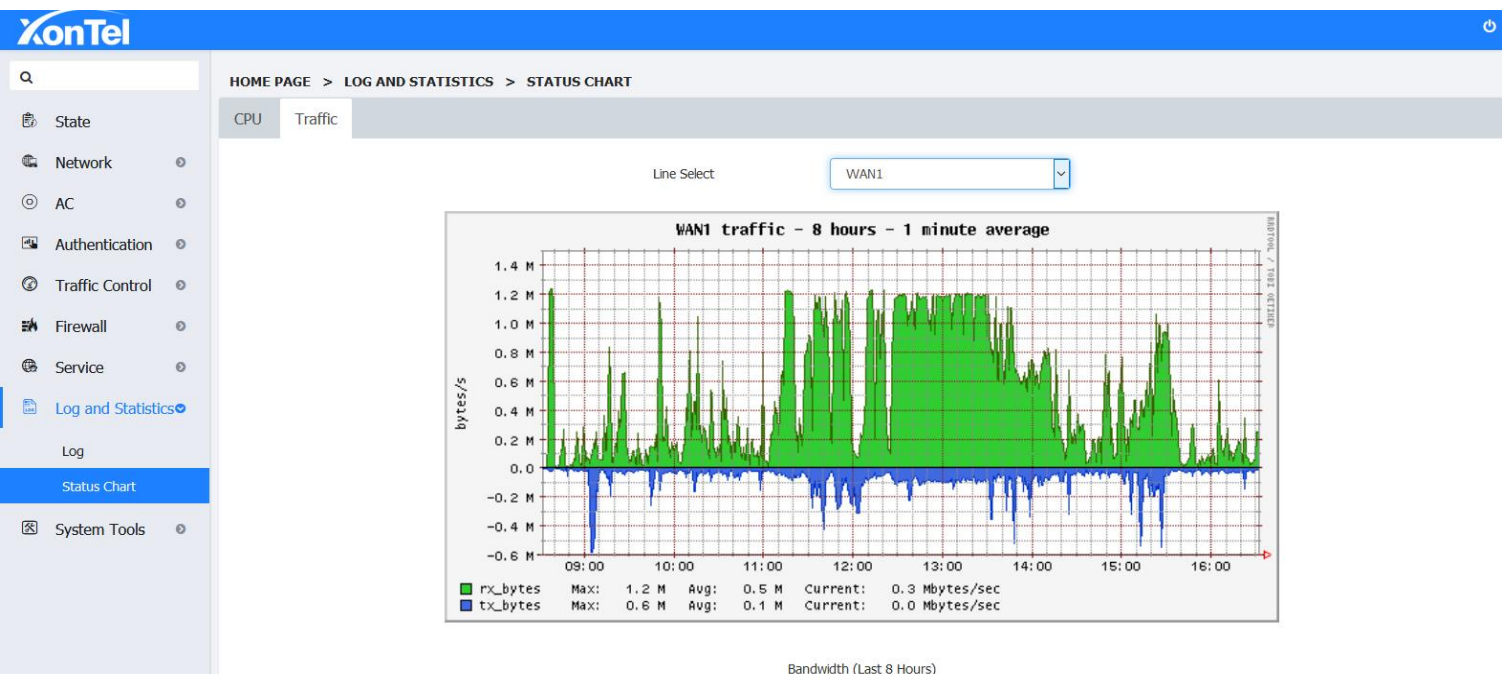 XonTel
HOME PAGE > LOG AND STATISTICS > STATUS CHART
State
Network
AC
Authentication
Traffic Control
Firewall
Service
Log and Statistics
Log
Status Chart
System Tools
CPU Traffic
Line Select WAN1
WAN1 traffic - 8 hours - 1 minute average
RRDTOOL / TOBI OETIKER
bytes/s
1.4 M
1.2 M
1.0 M
0.8 M
0.6 M
0.4 M
0.2 M
0.0
-0.2 M
-0.4 M
-0.6 M
09:00 10:00 11:00 12:00 13:00 14:00 15:00 16:00
rx_bytes Max: 1.2 M Avg: 0.5 M Current: 0.3 Mbytes/sec
tx_bytes Max: 0.6 M Avg: 0.1 M Current: 0.0 Mbytes/sec
Bandwidth (Last 8 Hours)